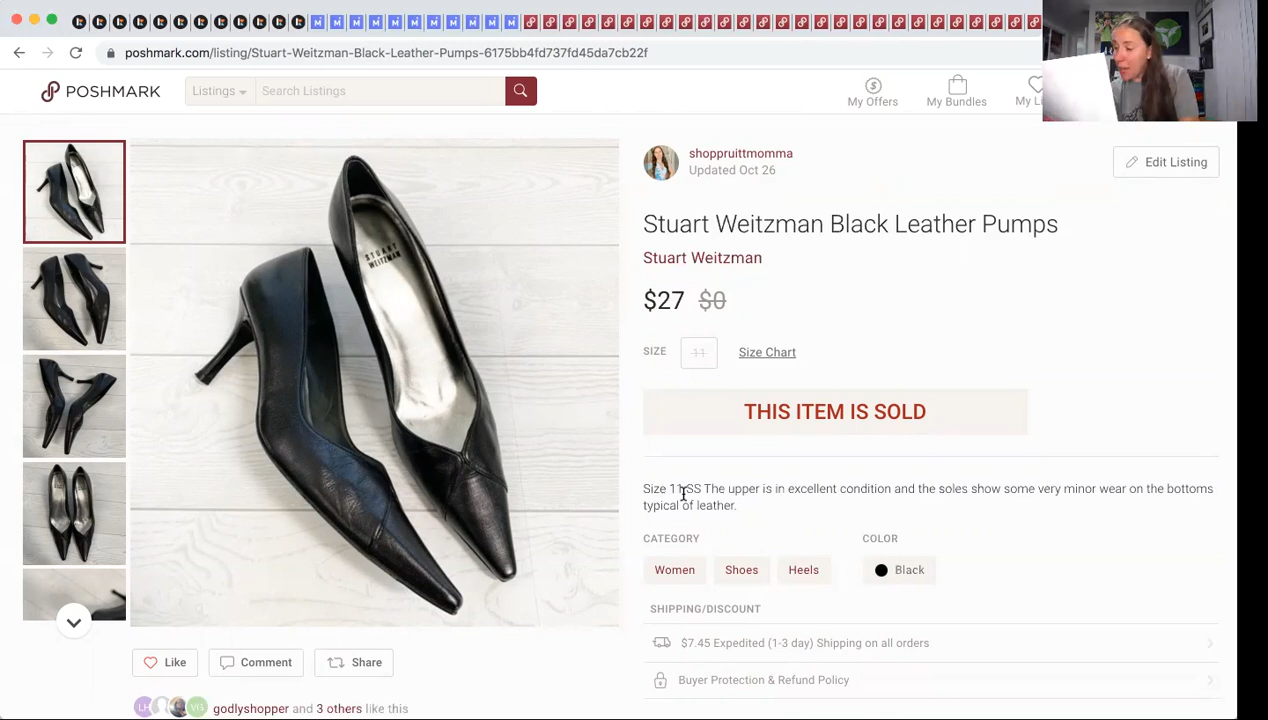 poshmark.com/listing/Stuart-Weitzman-Black-Leather-Pumps-6175bb4fd737fd45da7cb22f
POSHMARK
Listings
Search Listings
My Offers
My Bundles
My
shoppruittmomma
Updated Oct 26
Edit Listing
Stuart Weitzman Black Leather Pumps
Stuart Weitzman
$27 $0
SIZE
11
Size Chart
THIS ITEM IS SOLD
Size 11 SS The upper is in excellent condition and the soles show some very minor wear on the bottoms
typical of leather.
CATEGORY
COLOR
Women
Shoes
Heels
Black
SHIPPING/DISCOUNT
$7.45 Expedited (1-3 day) Shipping on all orders
Buyer Protection & Refund Policy
STUART
WEITZMAN
Like
Comment
Share
LH
godlyshopper and 3 others like this